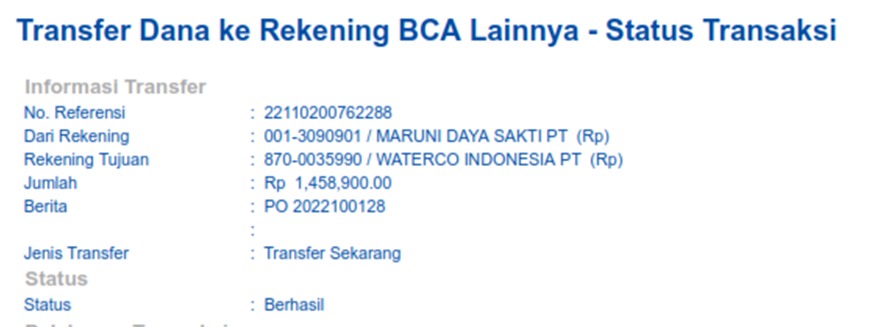 Transfer Dana ke Rekening BCA Lainnya - Status Transaksi
Informasi Transfer
No. Referensi : 22110200762288
Dari Rekening : 001-3090901 / MARUNI DAYA SAKTI PT (Rp)
Rekening Tujuan : 870-0035990 / WATERCO INDONESIA PT (Rp)
Jumlah : Rp 1,458,900.00
Berita : PO 2022100128
:
Jenis Transfer : Transfer Sekarang
Status
Status : Berhasil